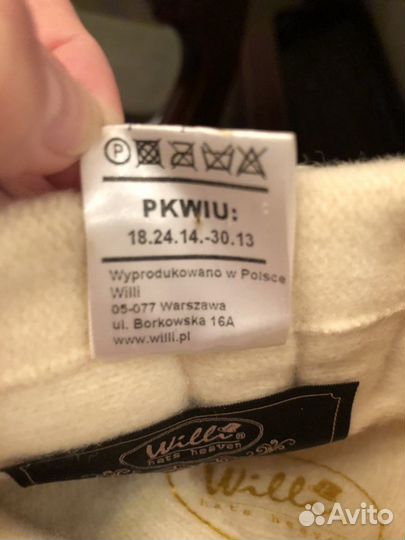 P
PKWIU:
18.24.14.-30.13
Wyprodukowano w Polsce
Willi
05-077 Warszawa
ul. Borkowska 16A
www.willi.pl
Willi®
hats heaven
Willi®
hats heaven
Avito